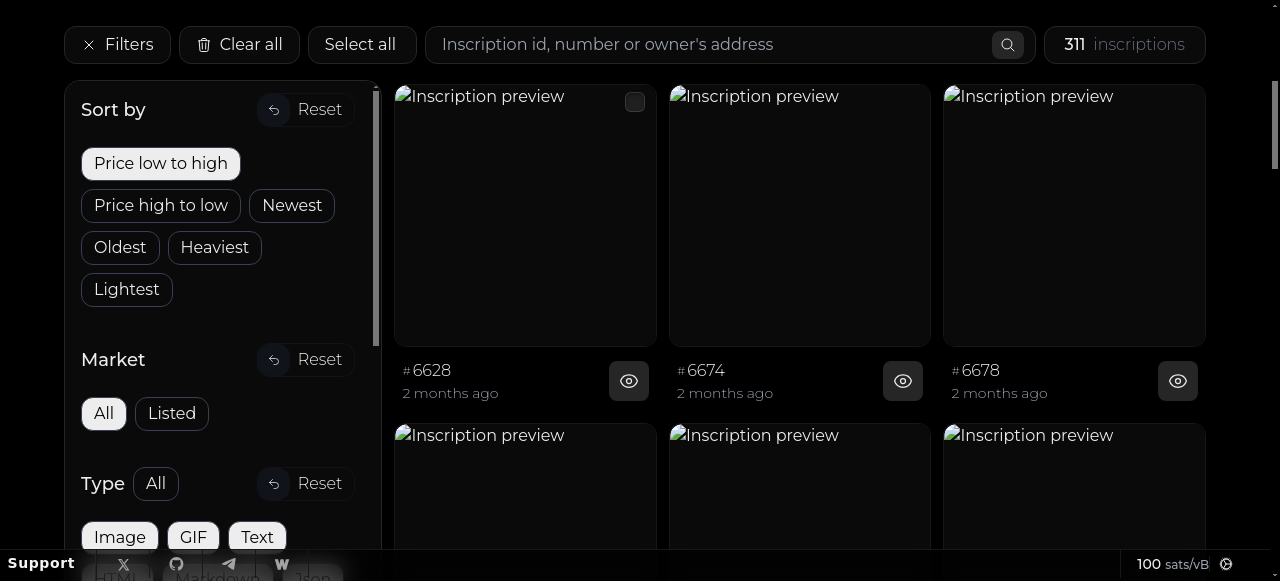 Filters
Clear all
Select all
Inscription id, number or owner's address
311 inscriptions
Sort by
Reset
Price low to high
Price high to low
Newest
Oldest
Heaviest
Lightest
Market
Reset
All
Listed
Type
All
Reset
Image
GIF
Text
HTML
Markdown
Json
Inscription preview
Inscription preview
Inscription preview
#6628
2 months ago
#6674
2 months ago
#6678
2 months ago
Inscription preview
Inscription preview
Inscription preview
Support
100 sats/vB